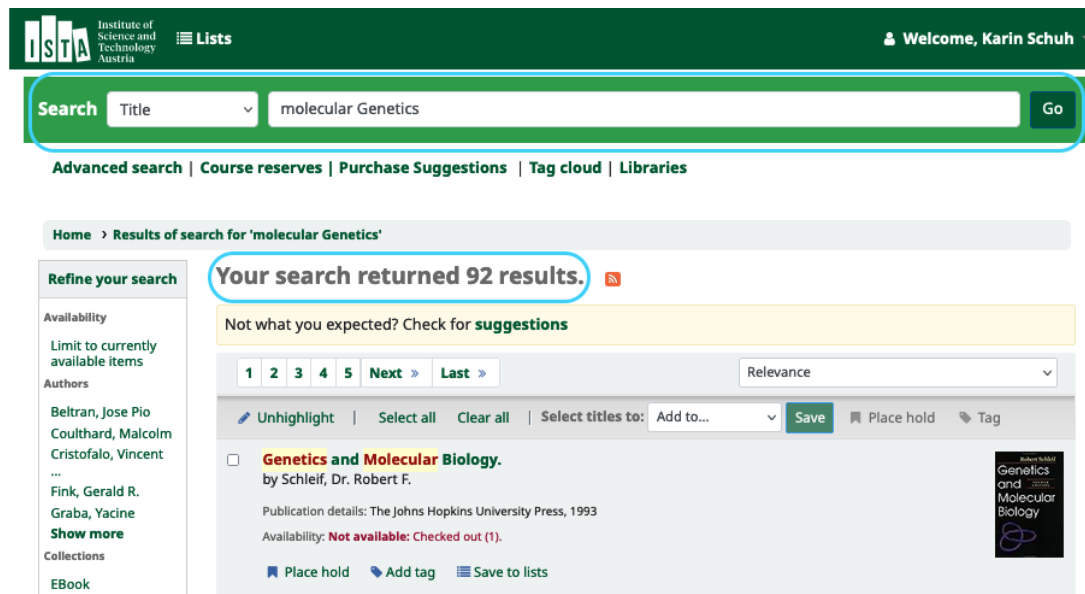 ISTA
Institute of
Science and
Technology
Austria
Lists
Welcome, Karin Schuh
Search
Title
molecular Genetics
Go
Advanced search | Course reserves | Purchase Suggestions | Tag cloud | Libraries
Home › Results of search for 'molecular Genetics'
Refine your search
Availability
Limit to currently
available items
Authors
Beltran, Jose Pio
Coulthard, Malcolm
Cristofalo, Vincent
...
Fink, Gerald R.
Graba, Yacine
Show more
Collections
EBook
Your search returned 92 results.
Not what you expected? Check for suggestions
1 2 3 4 5 Next » Last »
Relevance
Unhighlight | Select all Clear all | Select titles to: Add to... Save Place hold Tag
Genetics and Molecular Biology.
by Schleif, Dr. Robert F.
Publication details: The Johns Hopkins University Press, 1993
Availability: Not available: Checked out (1).
Place hold Add tag Save to lists
Robert Schleif
Genetics
and
Molecular
Biology